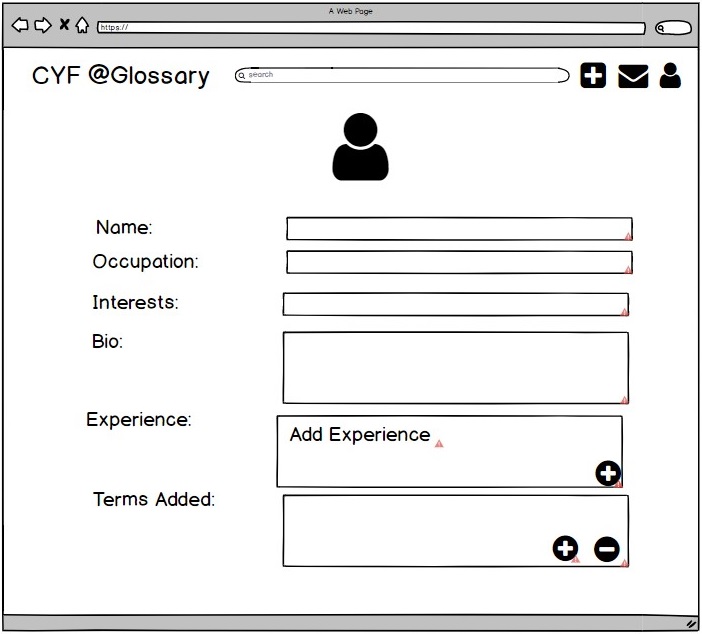 A Web Page
https://
CYF @Glossary
search
Name:
Occupation:
Interests:
Bio:
Experience:
Add Experience
Terms Added: